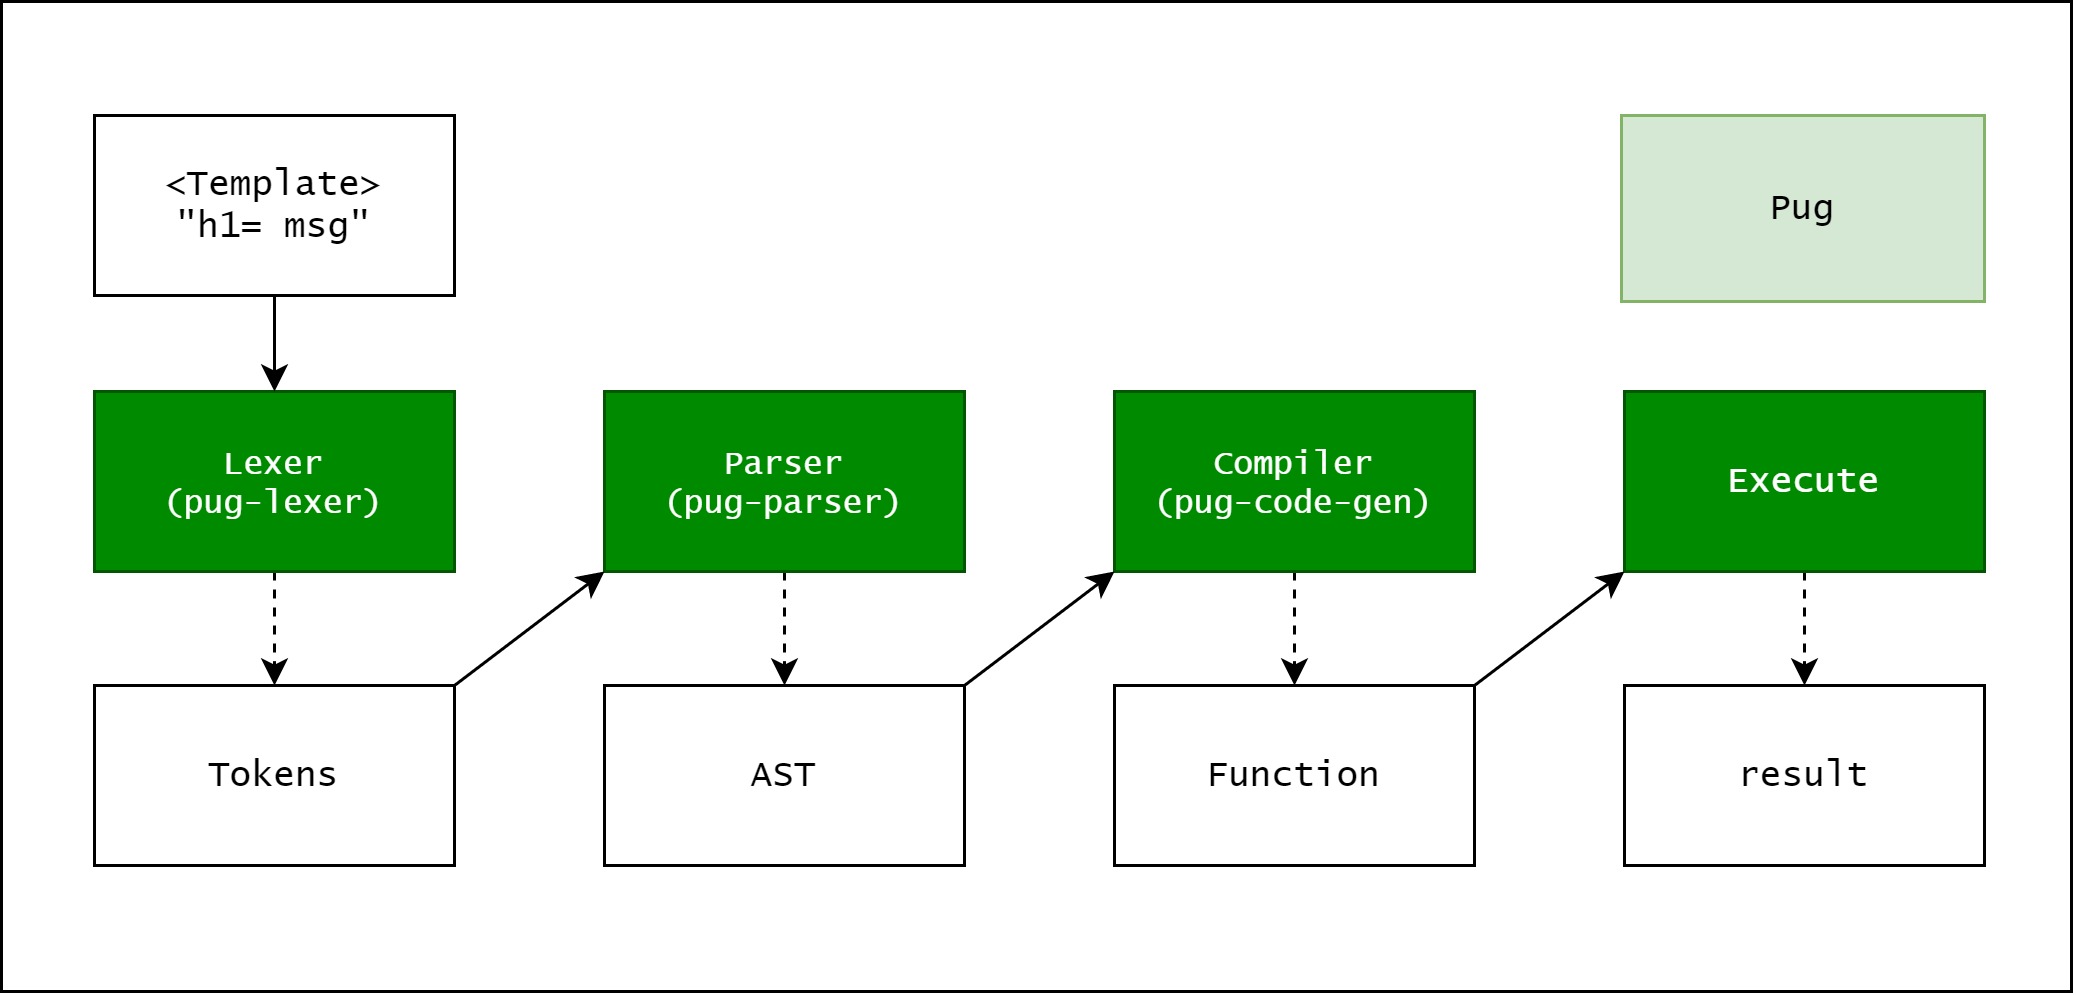 <Template>
"h1= msg"
Pug
Lexer
(pug-lexer)
Parser
(pug-parser)
Compiler
(pug-code-gen)
Execute
Tokens
AST
Function
result